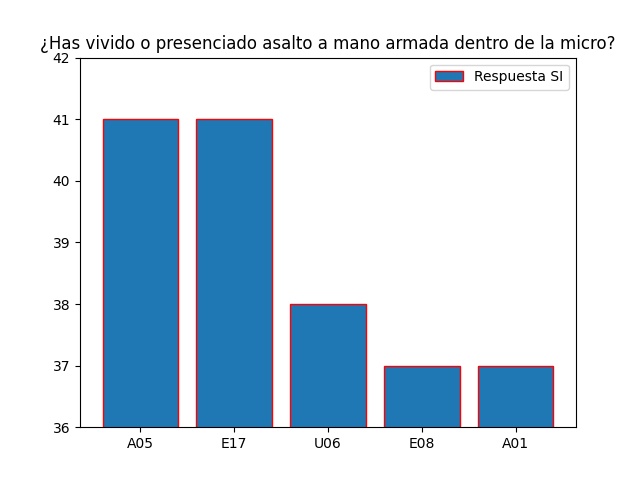 ¿Has vivido o presenciado asalto a mano armada dentro de la micro?
Respuesta SI
42
41
40
39
38
37
36
A05 E17 U06 E08 A01